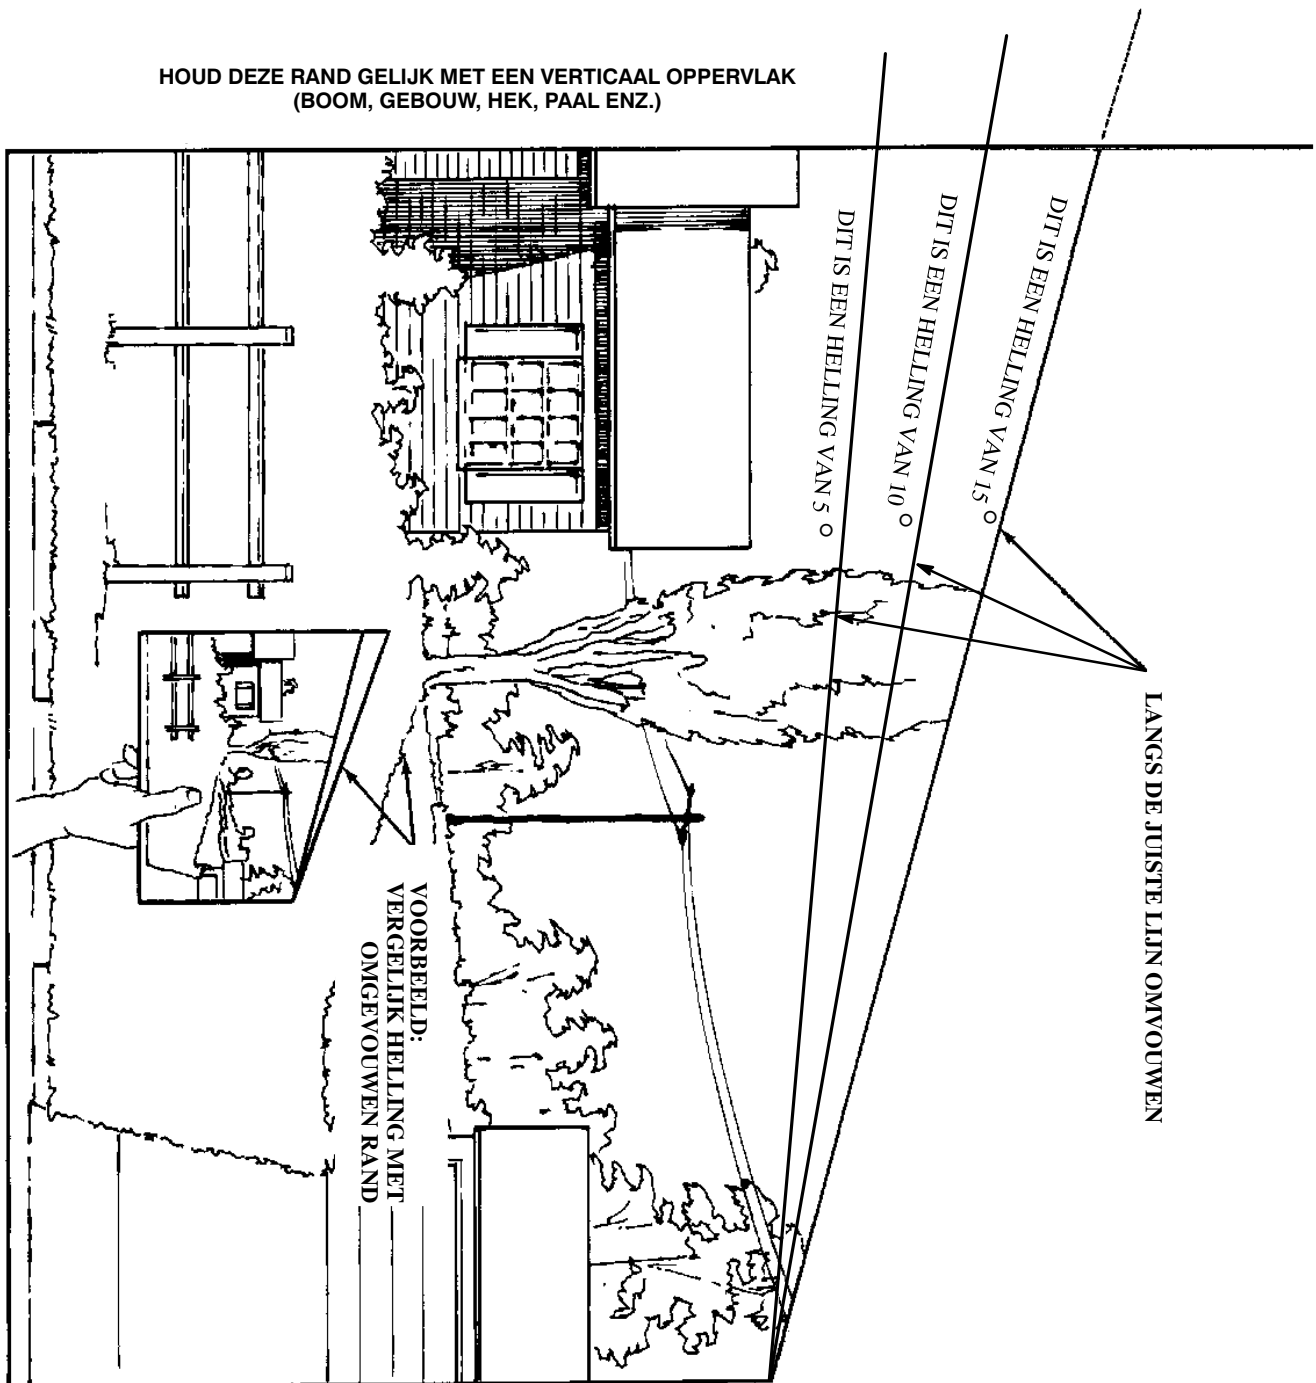 HOUD DEZE RAND GELIJK MET EEN VERTICAAL OPPERVLAK
(BOOM, GEBOUW, HEK, PAAL ENZ.)
DIT IS EEN HELLING VAN 15°
DIT IS EEN HELLING VAN 10°
DIT IS EEN HELLING VAN 5°
LANGS DE JUISTE LIJN OMVOUWEN
VOORBEELD:
VERGELIJK HELLING MET
OMGEVOUWEN RAND